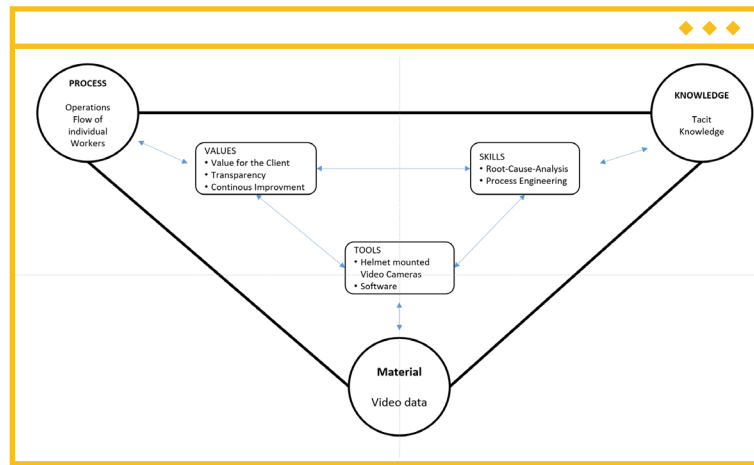 PROCESS
Operations
Flow of
individual
Workers
KNOWLEDGE
Tacit
Knowledge
VALUES
• Value for the Client
• Transparency
• Continous Improvment
SKILLS
• Root-Cause-Analysis
• Process Engineering
TOOLS
• Helmet mounted
Video Cameras
• Software
Material
Video data